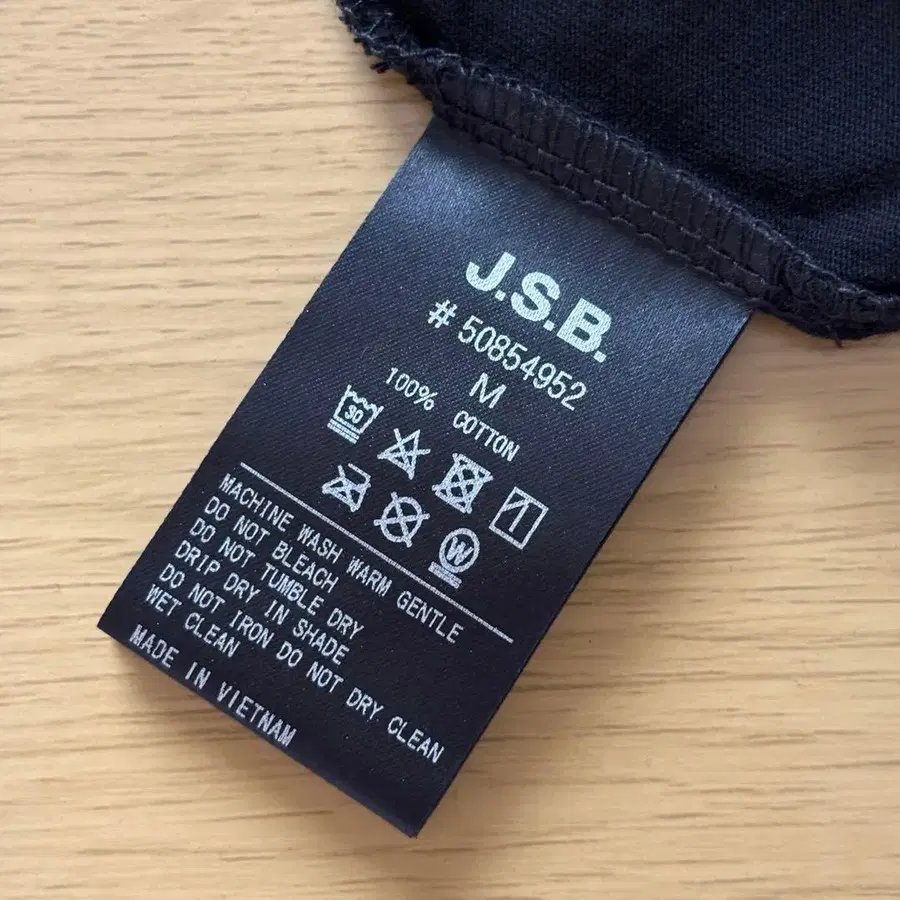 J.S.B.
# 50854952
M
100% COTTON
30
W
MACHINE WASH WARM GENTLE
DO NOT BLEACH
DO NOT TUMBLE DRY
DRIP DRY IN SHADE
DO NOT IRON DO NOT DRY CLEAN
WET CLEAN
MADE IN VIETNAM